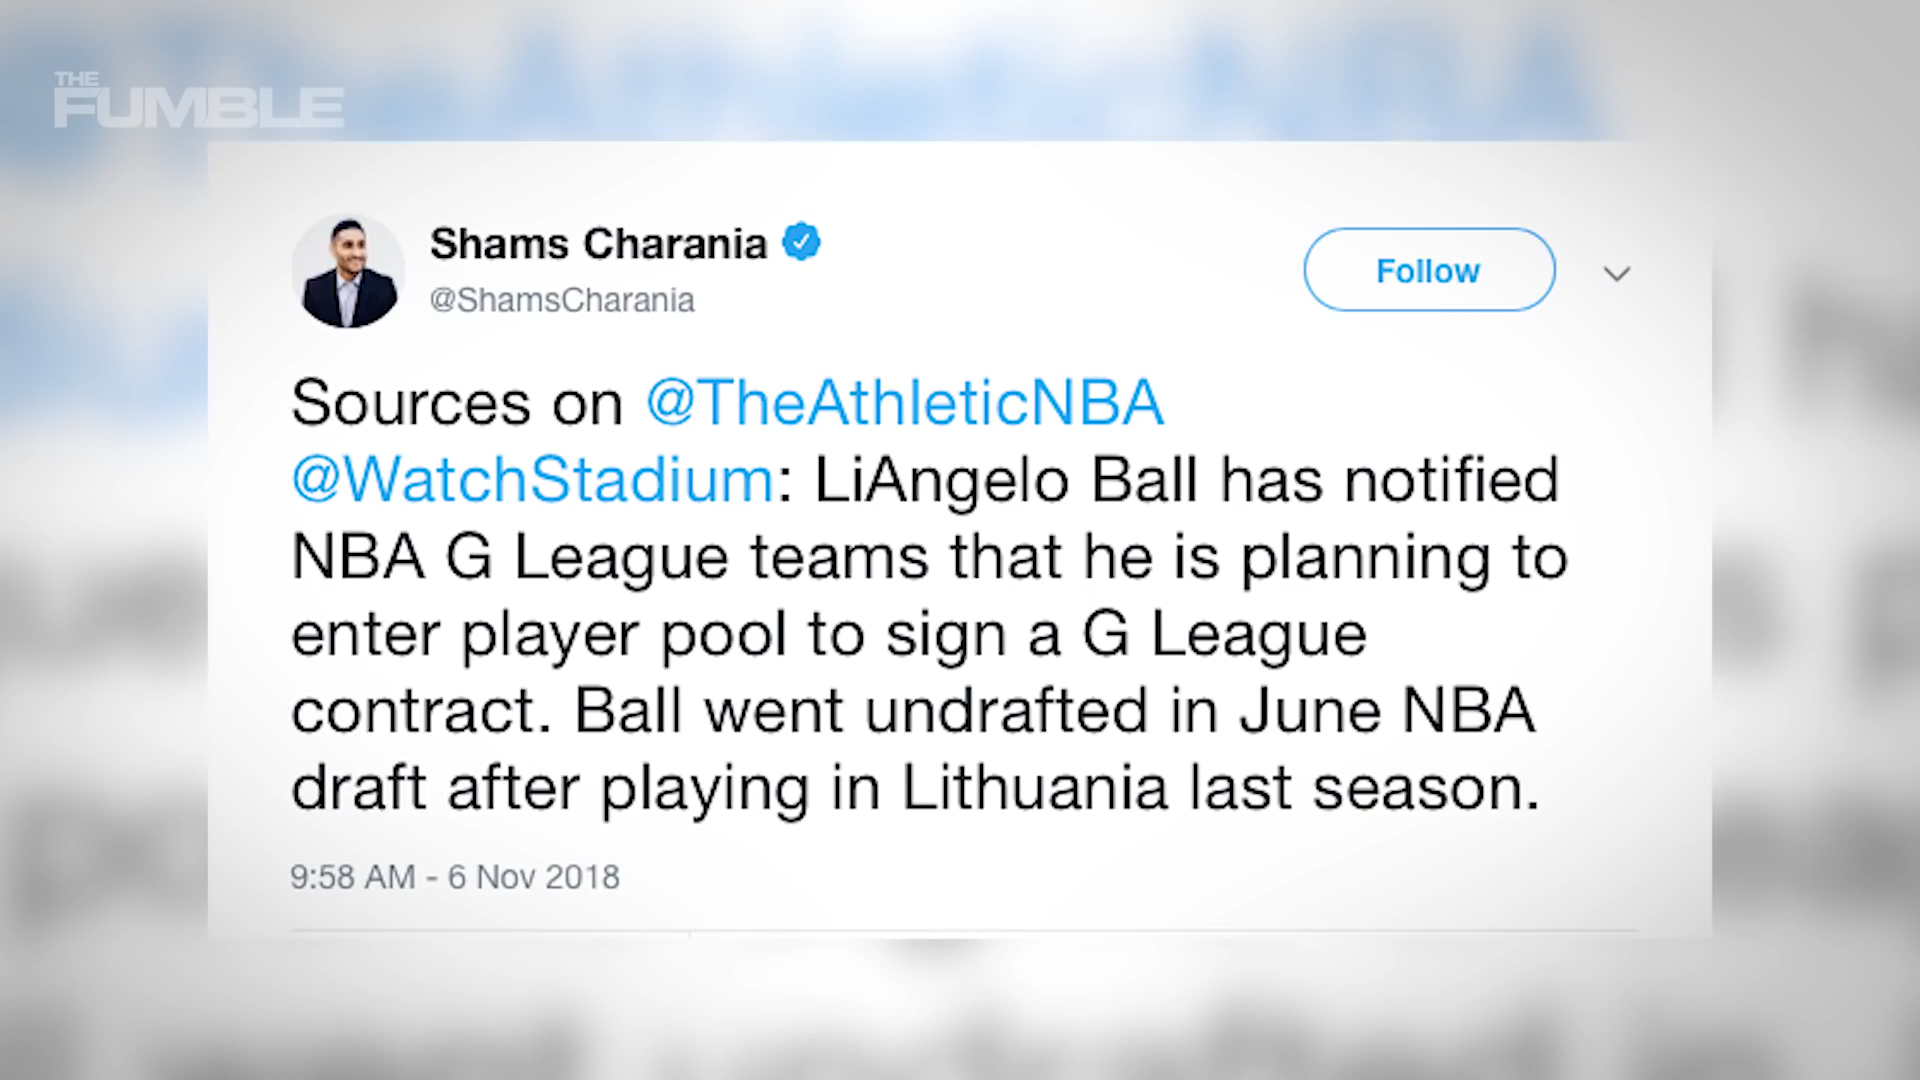 THE
FUMBLE
Shams Charania
@ShamsCharania
Follow
Sources on @TheAthleticNBA
@WatchStadium: LiAngelo Ball has notified
NBA G League teams that he is planning to
enter player pool to sign a G League
contract. Ball went undrafted in June NBA
draft after playing in Lithuania last season.
9:58 AM - 6 Nov 2018